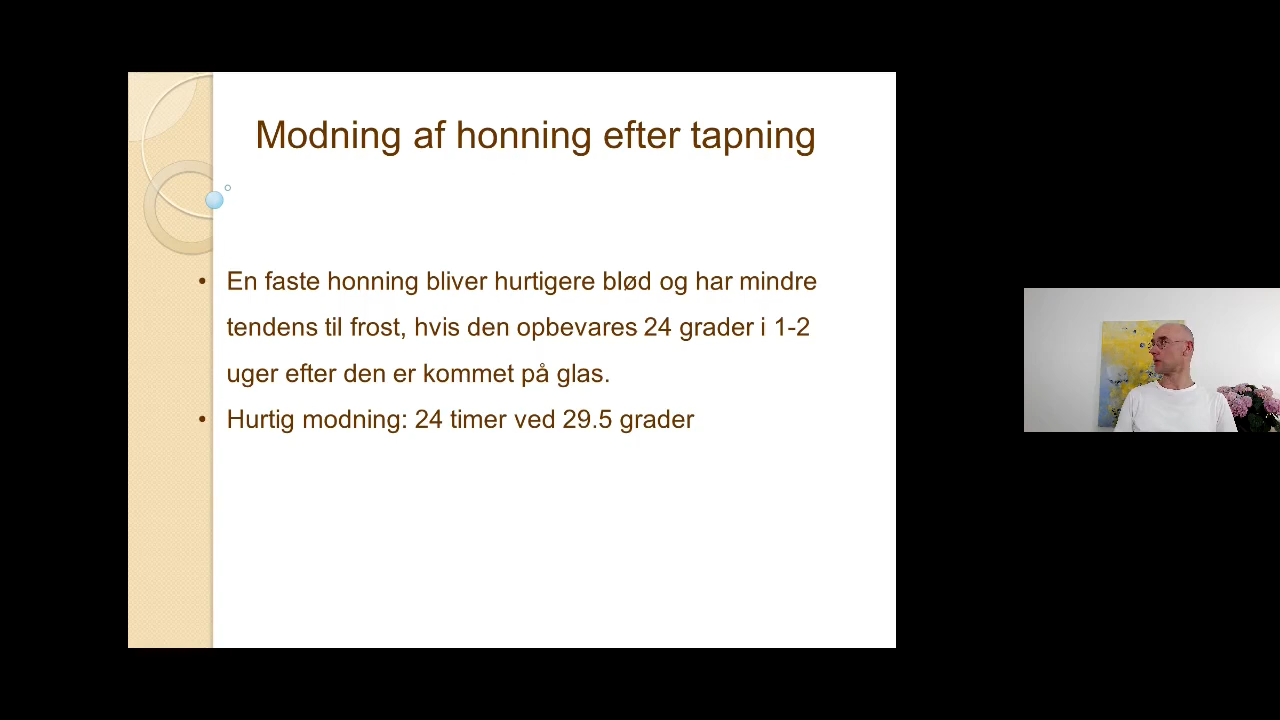 Modning af honning efter tapning
• En faste honning bliver hurtigere blød og har mindre
tendens til frost, hvis den opbevares 24 grader i 1-2
uger efter den er kommet på glas.
• Hurtig modning: 24 timer ved 29.5 grader